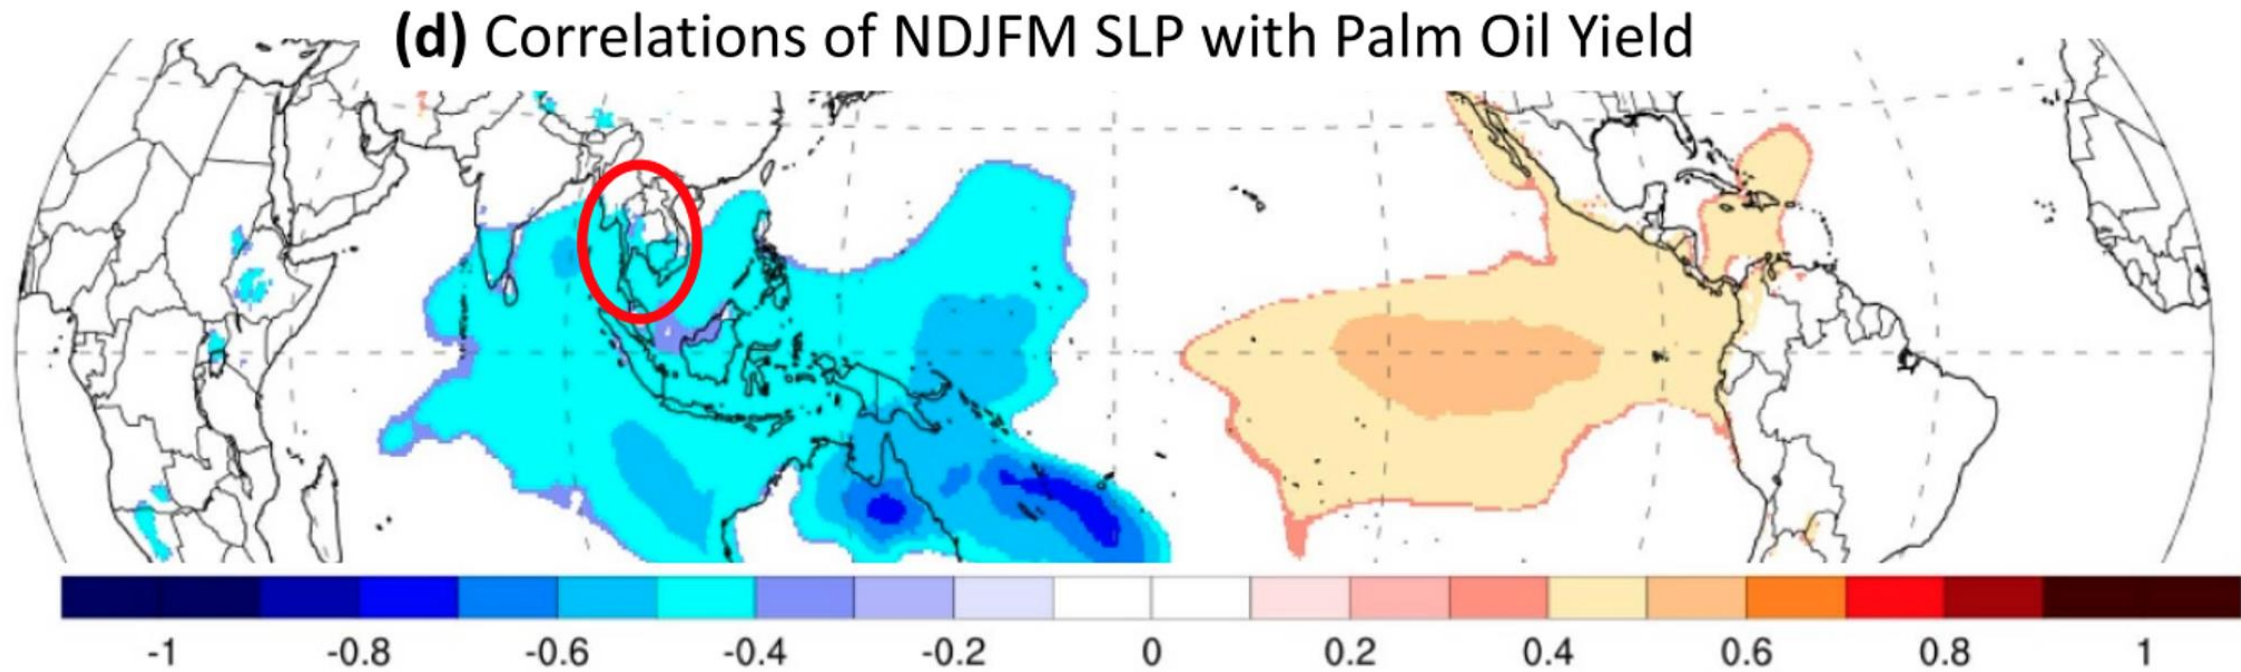 (d) Correlations of NDJFM SLP with Palm Oil Yield
-1 -0.8 -0.6 -0.4 -0.2 0 0.2 0.4 0.6 0.8 1